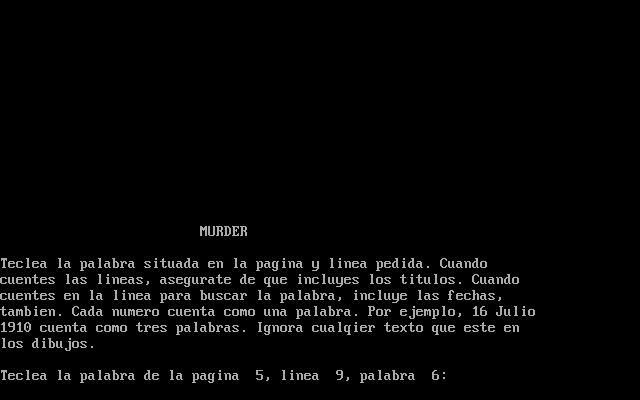 MURDER
Teclea la palabra situada en la pagina y linea pedida. Cuando
cuentes las lineas, asegurate de que incluyes los titulos. Cuando
cuentes en la linea para buscar la palabra, incluye las fechas,
tambien. Cada numero cuenta como una palabra. Por ejemplo, 16 Julio
1910 cuenta como tres palabras. Ignora cualqier texto que este en
los dibujos.
Teclea la palabra de la pagina  5, linea  9, palabra  6: